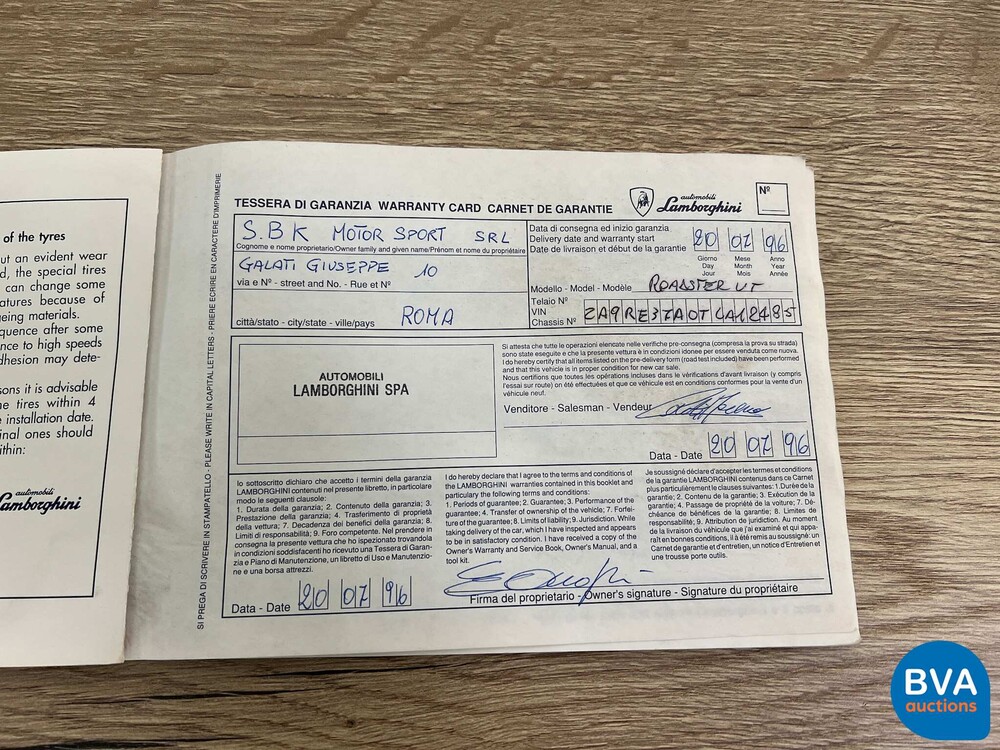 of the tyres
ut an evident wear
d, the special tires
can change some
atures because of
geing materials.
quence after some
nce to high speeds
dhesion may dete-
sons it is advisable
ne tires within 4
e installation date.
inal ones should
ithin:
automobili
Lamborghini
SI PREGA DI SCRIVERE IN STAMPATELLO - PLEASE WRITE IN CAPITAL LETTERS - PRIERE ECRIRE EN CARACTERE D'IMPRIMERIE
TESSERA DI GARANZIA WARRANTY CARD CARNET DE GARANTIE
automobili
Lamborghini
Nº
S.B K MOTOR SPORT SRL
Cognome e nome proprietario/Owner family and given name/Prénom et nome du propriétaire
GALATI GIUSEPPE 10
via e Nº - street and No. - Rue et Nº
città/stato - city/state - ville/pays ROMA
Data di consegna ed inizio garanzia
Delivery date and warranty start
Date de livraison et début de la garantie
20 07 96
Giorno Mese Anno
Day Month Year
Jour Mois Année
Modello - Model - Modèle ROADSTER VT
Telaio Nº
VIN
Chassis Nº
AUTOMOBILI
LAMBORGHINI SPA
Si attesta che tutte le operazioni elencate nelle verifiche pre-consegna (compresa la prova su strada)
sono state eseguite e che la presente vettura è in condizioni idonee per essere venduta come nuova.
I do hereby certify that all items listed on the pre-delivery form (road test included) have been performed
and that this vehicle is in proper condition for new car sale.
Nous certifions que toutes les opérations incluses dans le vérifications d'avant livraison (y compris
l'essai sur route) on été effectuées et que ce véhicule est en conditions conformes pour la vente d'un
véhicule neuf.
Venditore - Salesman - Vendeur
Data - Date 20 07 96
Io sottoscritto dichiaro che accetto i termini della garanzia
LAMBORGHINI contenuti nel presente libretto, in particolare
modo le seguenti clausole:
1. Durata della garanzia; 2. Contenuto della garanzia; 3.
Prestazione della garanzia; 4. Trasferimento di proprietà
della vettura; 7. Decadenza dei benefici della garanzia; 8.
Limiti di responsabilità; 9. Foro competente. Nel prendere in
consegna la presente vettura che ho ispezionato trovandola
in condizioni soddisfacenti ho ricevuto una Tessera di Garan-
zia e Piano di Manutenzione, un libretto di Uso e Manutenzio-
ne e una borsa attrezzi.
Data - Date 20 07 96
I do hereby certify that I agree to the terms and conditions of
the LAMBORGHINI warranties contained in this booklet and
particulary the following terms and conditions:
1. Periods of guarantee; 2. Guarantee; 3. Performance of the
guarantee; 4. Transfer of ownership of the vehicle; 7. Forfei-
ture of the guarantee; 8. Limits of liability; 9. Jurisdiction. While
taking delivery of the car, which I have inspected and appears
to be in satisfactory condition. I have received a copy of the
Owner's Warranty and Service Book, Owner's Manual, and a
tool kit.
Je soussigné déclare d'accepter les termes et conditions
de la garantie LAMBORGHINI contenus dans ce Carnet
plus particulièrement les clauses suivantes: 1. Durée de la
garantie; 2. Contenu de la garantie; 3. Exécution de la
garantie; 4. Passage de propriété de la voiture; 7. Dé-
chéance de bénéfices de la garantie; 8. Limites de
responsabilité; 9. Attribution de juridiction. Au moment
de la livraison du véhicule que j'ai examiné et qui appa-
raît en bonnes conditions, il à été remis au soussigné: un
Carnet de garantie et d'entretien, un notice d'Entretien et
une trousse porte outils.
Firma del proprietario - Owner's signature - Signature du propriétaire
BVA
auctions